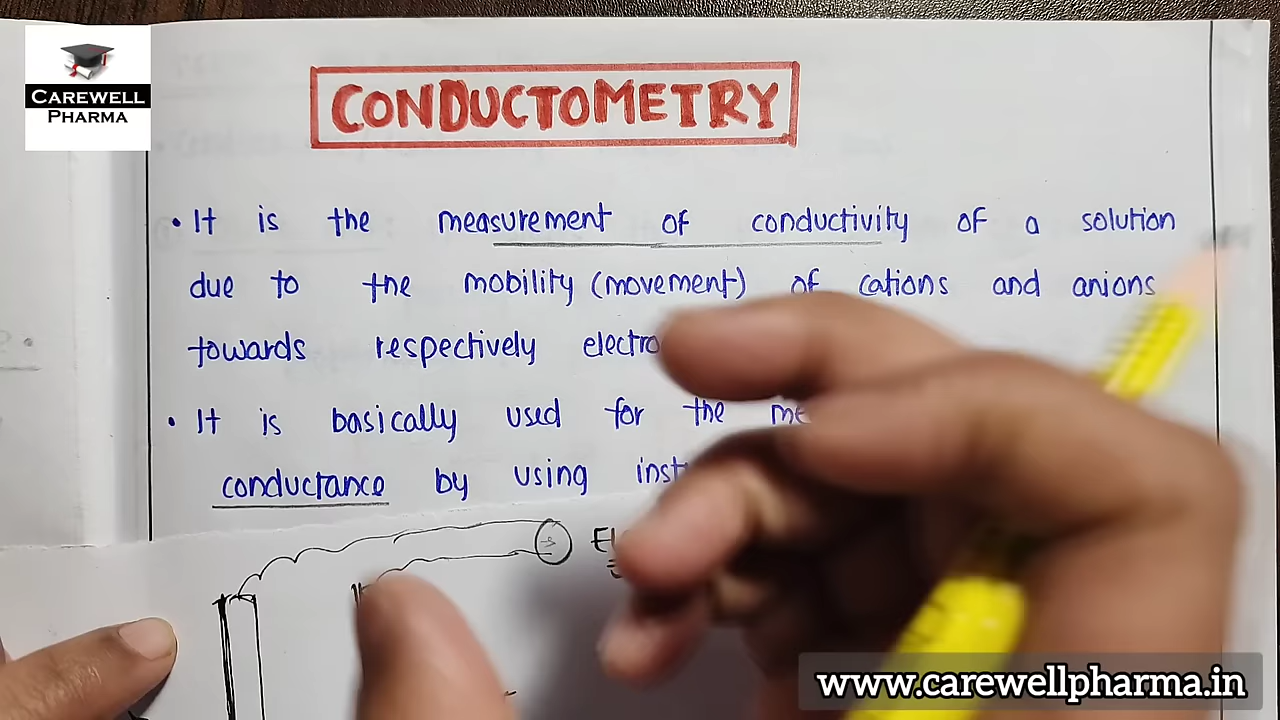 CAREWELL
PHARMA
CONDUCTOMETRY
• It is the measurement of conductivity of a solution
due to the mobility (movement) of cations and anions
towards respectively electro
• It is basically used for the me
conductance by using inst
El
www.carewellpharma.in